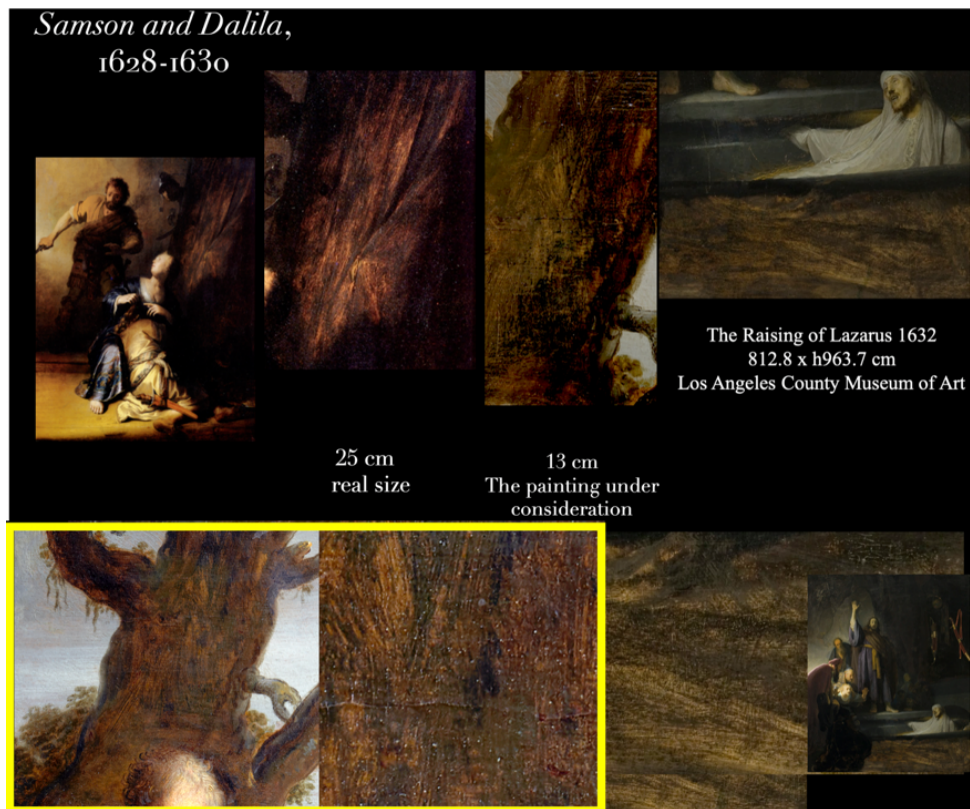 Samson and Dalila,
1628-1630
The Raising of Lazarus 1632
812.8 x h963.7 cm
Los Angeles County Museum of Art
25 cm
real size
13 cm
The painting under
consideration